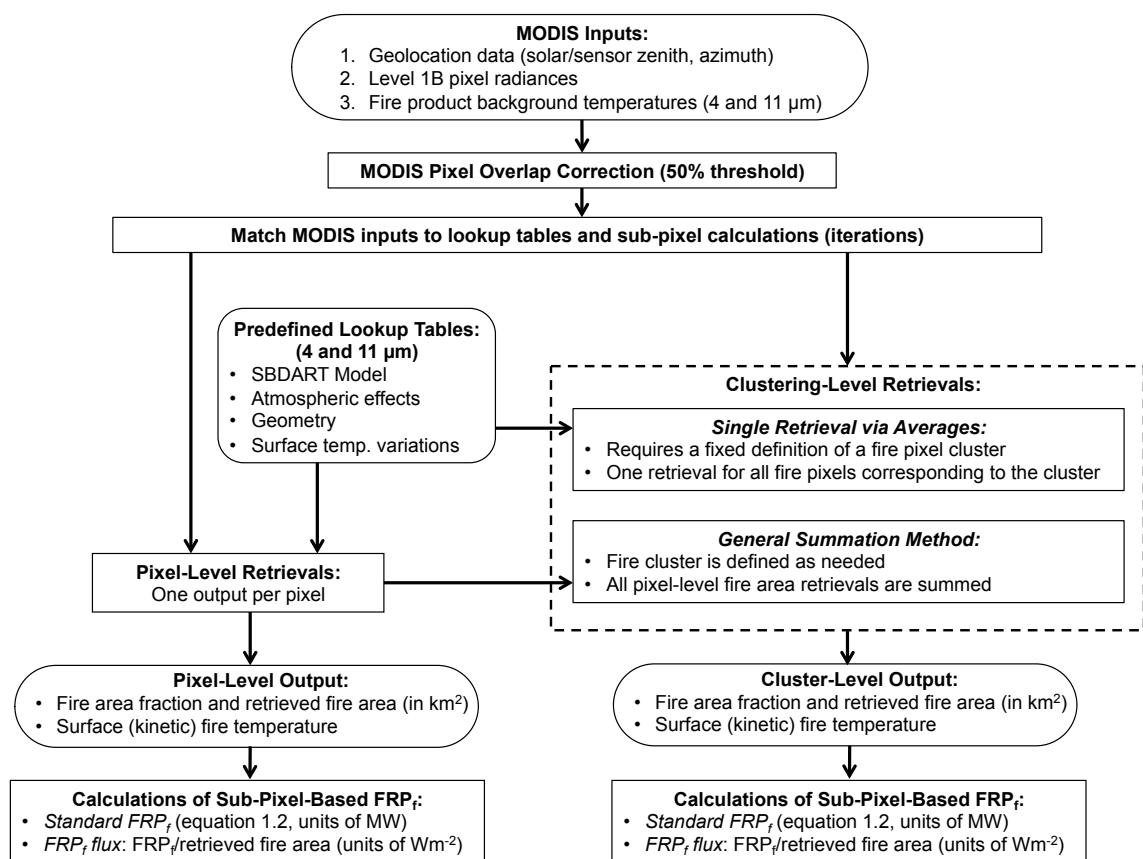 MODIS Inputs:
1. Geolocation data (solar/sensor zenith, azimuth)
2. Level 1B pixel radiances
3. Fire product background temperatures (4 and 11 µm)
MODIS Pixel Overlap Correction (50% threshold)
Match MODIS inputs to lookup tables and sub-pixel calculations (iterations)
Predefined Lookup Tables:
(4 and 11 µm)
• SBDART Model
• Atmospheric effects
• Geometry
• Surface temp. variations
Clustering-Level Retrievals:
Single Retrieval via Averages:
• Requires a fixed definition of a fire pixel cluster
• One retrieval for all fire pixels corresponding to the cluster
General Summation Method:
• Fire cluster is defined as needed
• All pixel-level fire area retrievals are summed
Pixel-Level Retrievals:
One output per pixel
Pixel-Level Output:
• Fire area fraction and retrieved fire area (in km²)
• Surface (kinetic) fire temperature
Cluster-Level Output:
• Fire area fraction and retrieved fire area (in km²)
• Surface (kinetic) fire temperature
Calculations of Sub-Pixel-Based FRPf:
• Standard FRPf (equation 1.2, units of MW)
• FRPf flux: FRPf/retrieved fire area (units of Wm⁻²)
Calculations of Sub-Pixel-Based FRPf:
• Standard FRPf (equation 1.2, units of MW)
• FRPf flux: FRPf/retrieved fire area (units of Wm⁻²)